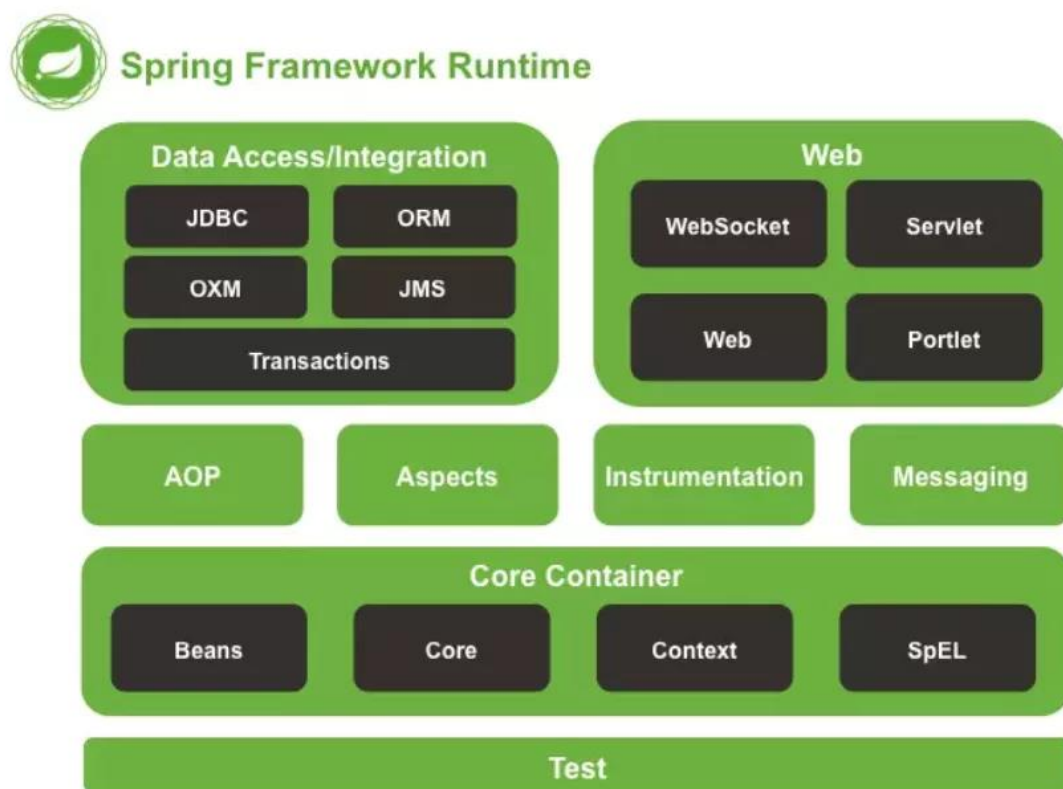 Spring Framework Runtime
Data Access/Integration
JDBC ORM
OXM JMS
Transactions
Web
WebSocket Servlet
Web Portlet
AOP Aspects Instrumentation Messaging
Core Container
Beans Core Context SpEL
Test